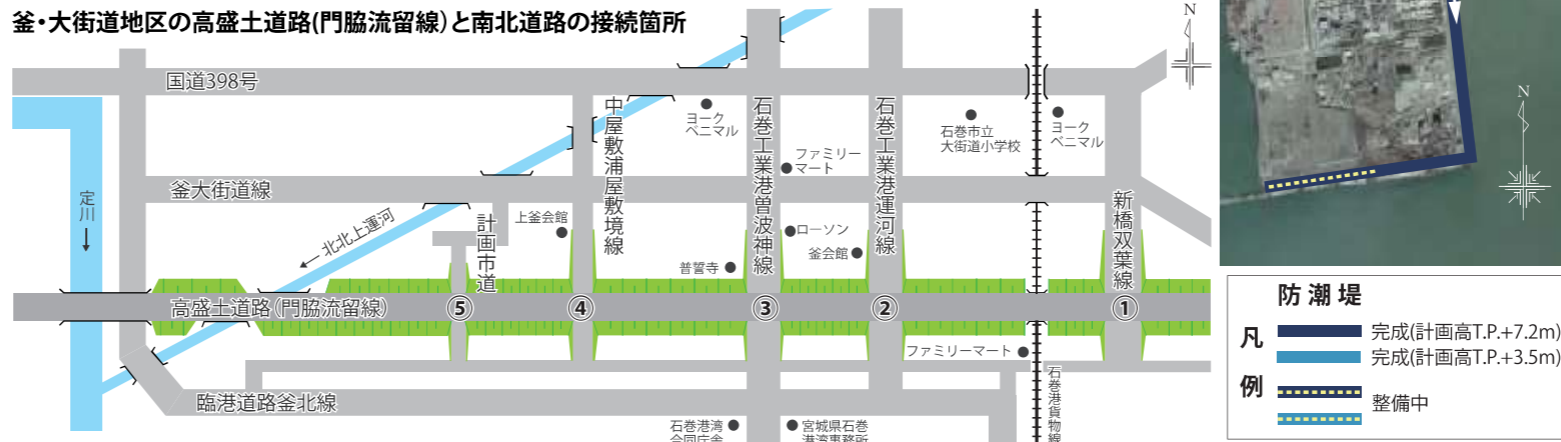 釜・大街道地区の高盛土道路(門脇流留線)と南北道路の接続箇所
N
国道398号
ヨーク
ベニマル
中屋敷浦屋敷境線
石巻工業港曽波神線
石巻工業港運河線
石巻市立
大街道小学校
ヨーク
ベニマル
ファミリー
マート
釜大街道線
定川
北北上運河
計画市道
上釜会館
ローソン
釜会館
普誓寺
新橋双葉線
高盛土道路(門脇流留線)
⑤
④
③
②
①
ファミリーマート
臨港道路釜北線
石巻港貨物線
石巻港湾
合同庁舎
宮城県石巻
港湾事務所
N
防潮堤
凡例
完成(計画高T.P.+7.2m)
完成(計画高T.P.+3.5m)
整備中